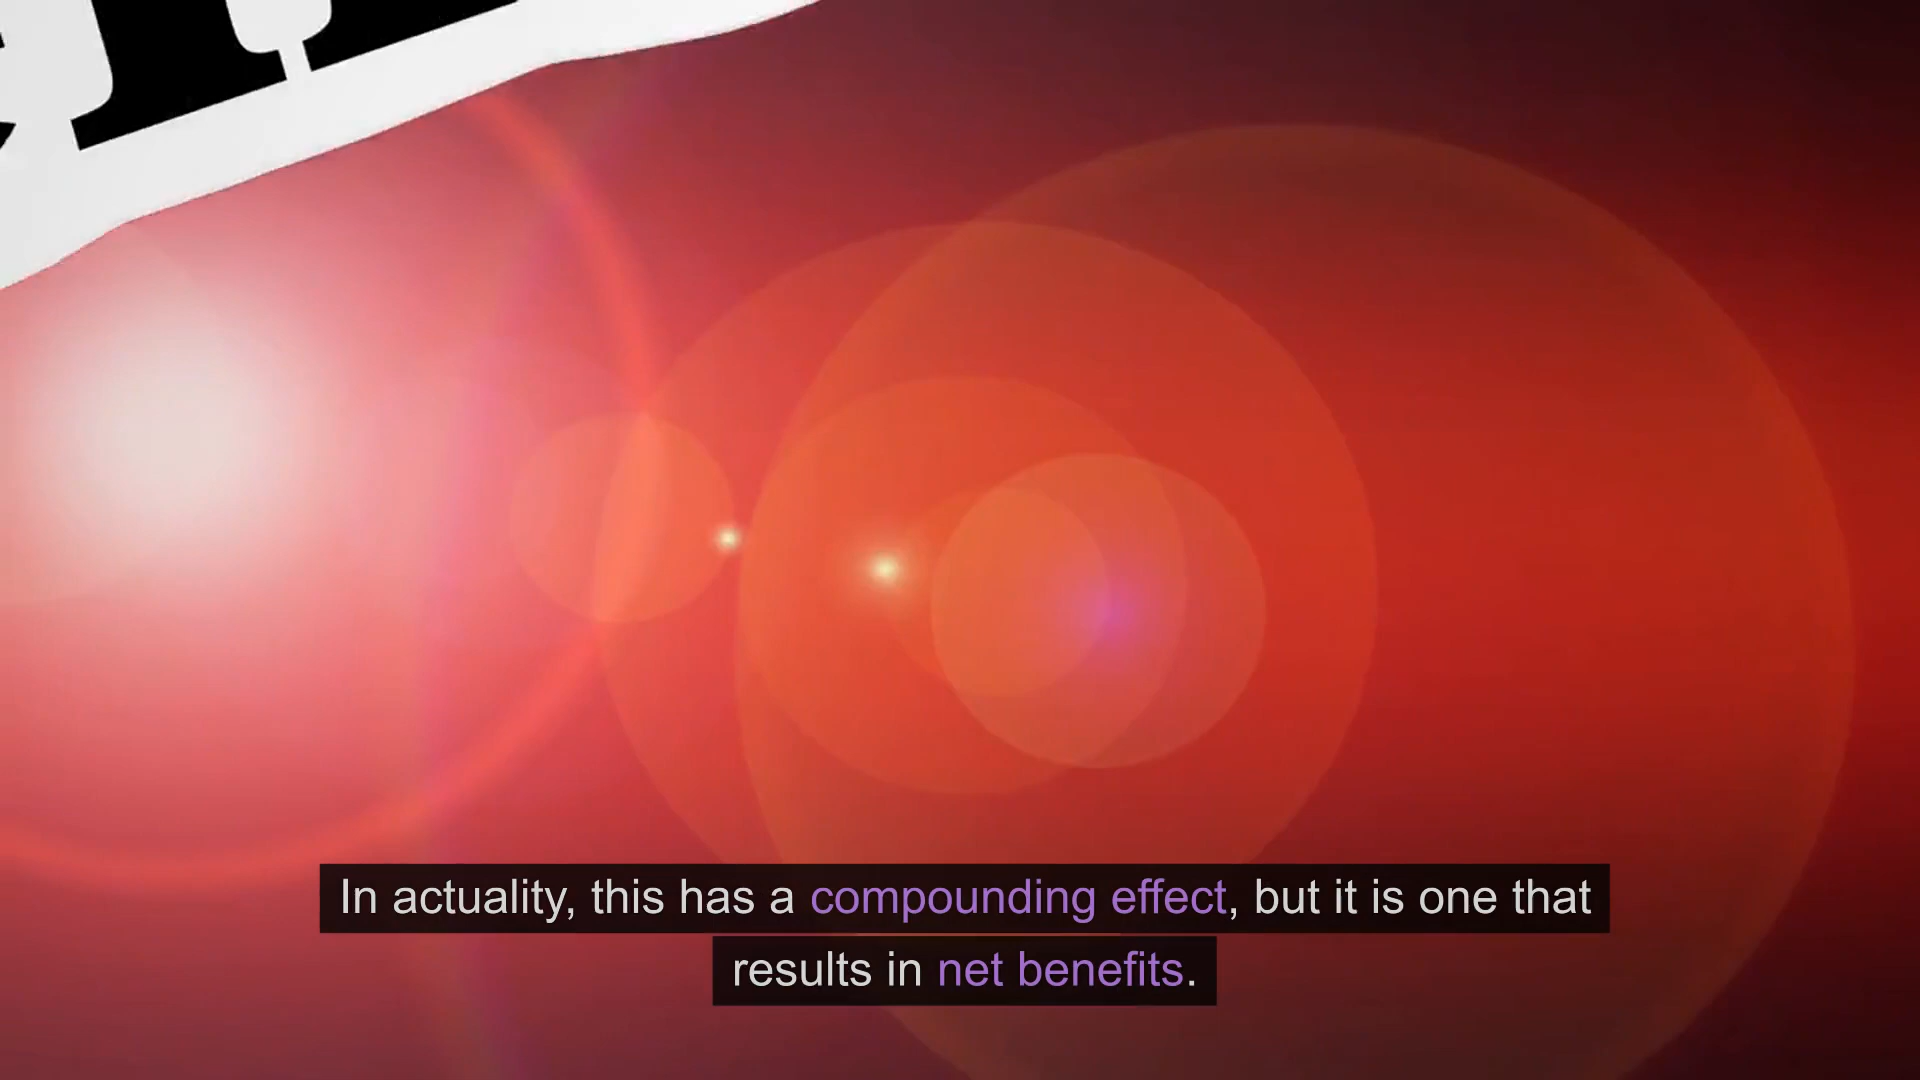 In actuality, this has a compounding effect, but it is one that
results in net benefits.